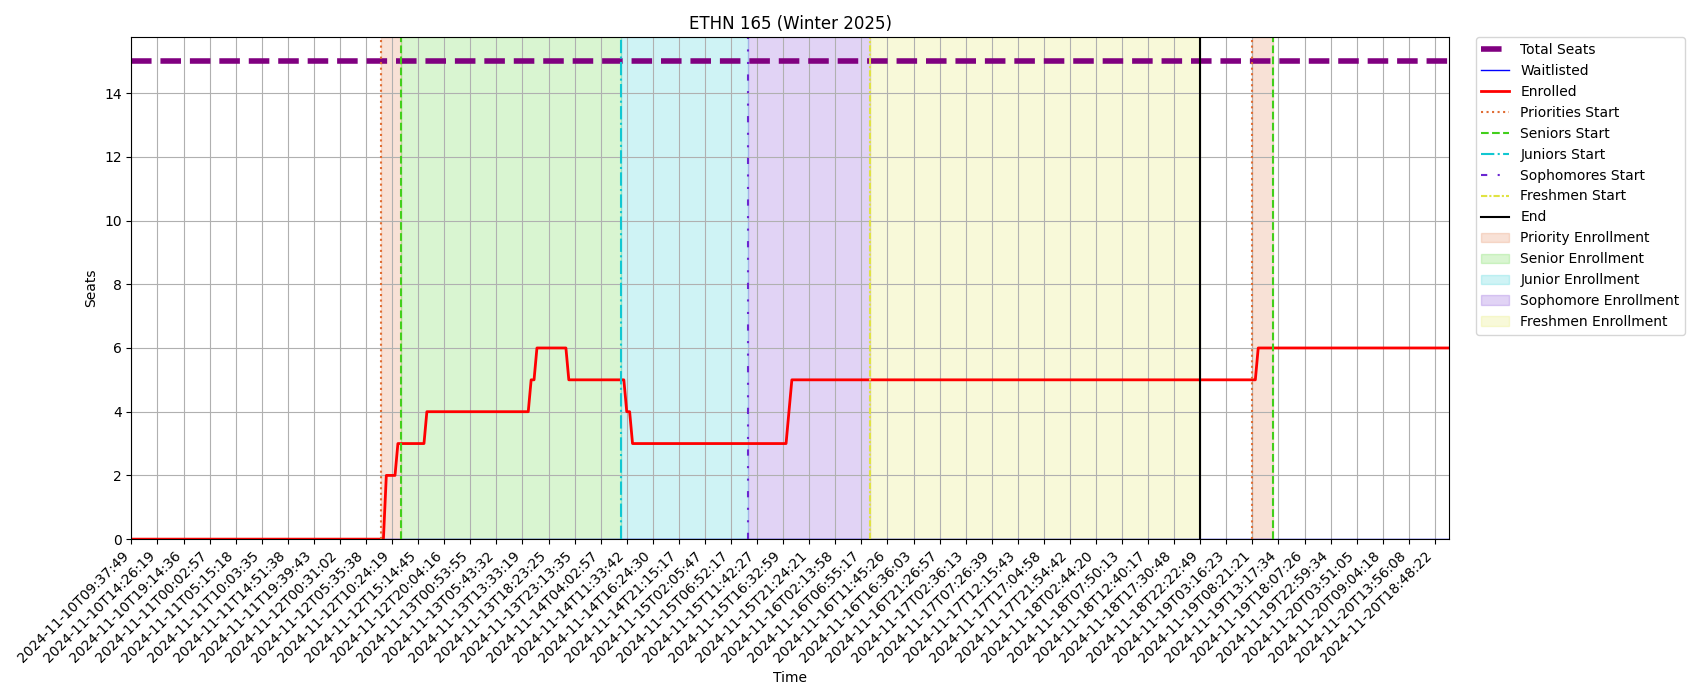 ETHN 165 (Winter 2025)
Total Seats
Waitlisted
Enrolled
Priorities Start
Seniors Start
Juniors Start
Sophomores Start
Freshmen Start
End
Priority Enrollment
Senior Enrollment
Junior Enrollment
Sophomore Enrollment
Freshmen Enrollment
Seats
14
12
10
8
6
4
2
0
2024-11-10T09:37:49
2024-11-10T14:26:19
2024-11-10T19:14:36
2024-11-11T00:02:57
2024-11-11T05:15:18
2024-11-11T10:03:35
2024-11-11T14:51:38
2024-11-11T19:39:43
2024-11-12T00:31:02
2024-11-12T05:35:38
2024-11-12T10:24:19
2024-11-12T15:14:45
2024-11-12T20:04:16
2024-11-13T00:53:55
2024-11-13T05:43:32
2024-11-13T13:33:19
2024-11-13T18:23:25
2024-11-13T23:13:35
2024-11-14T04:02:57
2024-11-14T11:33:42
2024-11-14T16:24:30
2024-11-14T21:15:17
2024-11-15T02:05:47
2024-11-15T06:52:17
2024-11-15T11:42:27
2024-11-15T16:32:59
2024-11-15T21:24:21
2024-11-16T02:13:58
2024-11-16T06:55:17
2024-11-16T11:45:26
2024-11-16T16:36:03
2024-11-16T21:26:57
2024-11-17T02:36:13
2024-11-17T07:26:39
2024-11-17T12:15:43
2024-11-17T17:04:58
2024-11-17T21:54:42
2024-11-18T02:44:20
2024-11-18T07:50:13
2024-11-18T12:40:17
2024-11-18T17:30:48
2024-11-18T22:22:49
2024-11-19T03:16:23
2024-11-19T08:21:21
2024-11-19T13:17:34
2024-11-19T18:07:26
2024-11-19T22:59:34
2024-11-20T03:51:05
2024-11-20T09:04:18
2024-11-20T13:56:08
2024-11-20T18:48:22
Time